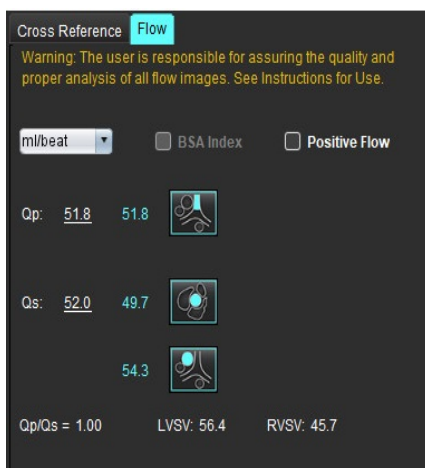 Cross Reference Flow
Warning: The user is responsible for assuring the quality and
proper analysis of all flow images. See Instructions for Use.
ml/beat BSA Index Positive Flow
Qp: 51.8 51.8
Qs: 52.0 49.7
54.3
Qp/Qs = 1.00 LVSV: 56.4 RVSV: 45.7